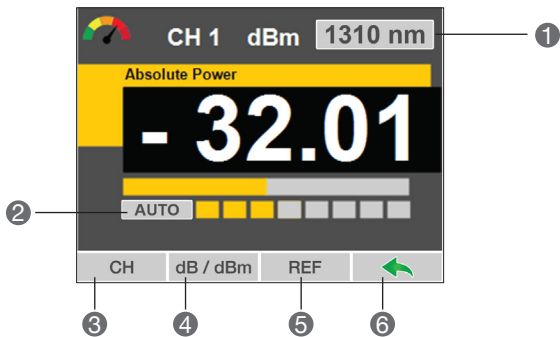 CH 1 dBm 1310 nm
1
Absolute Power
- 32.01
2
AUTO
CH dB / dBm REF
3 4 5 6